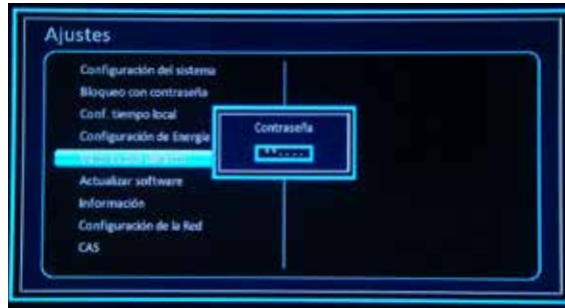 Ajustes
Configuración del sistema
Bloqueo con contraseña
Conf. tiempo local
Configuración de Energía
Contraseña
**....
Actualizar software
Información
Configuración de la Red
CAS